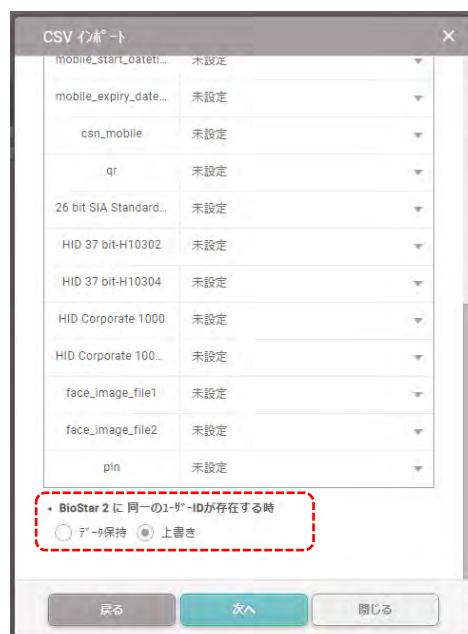 CSV ｲﾝﾎﾟｰﾄ
mobile_start_dateti... 未設定
mobile_expiry_date... 未設定
csn_mobile 未設定
qr 未設定
26 bit SIA Standard... 未設定
HID 37 bit-H10302 未設定
HID 37 bit-H10304 未設定
HID Corporate 1000 未設定
HID Corporate 100... 未設定
face_image_file1 未設定
face_image_file2 未設定
pin 未設定
• BioStar 2 に 同一のﾕｰｻﾞｰIDが存在する時
ﾃﾞｰﾀ保持 上書き
戻る 次へ 閉じる